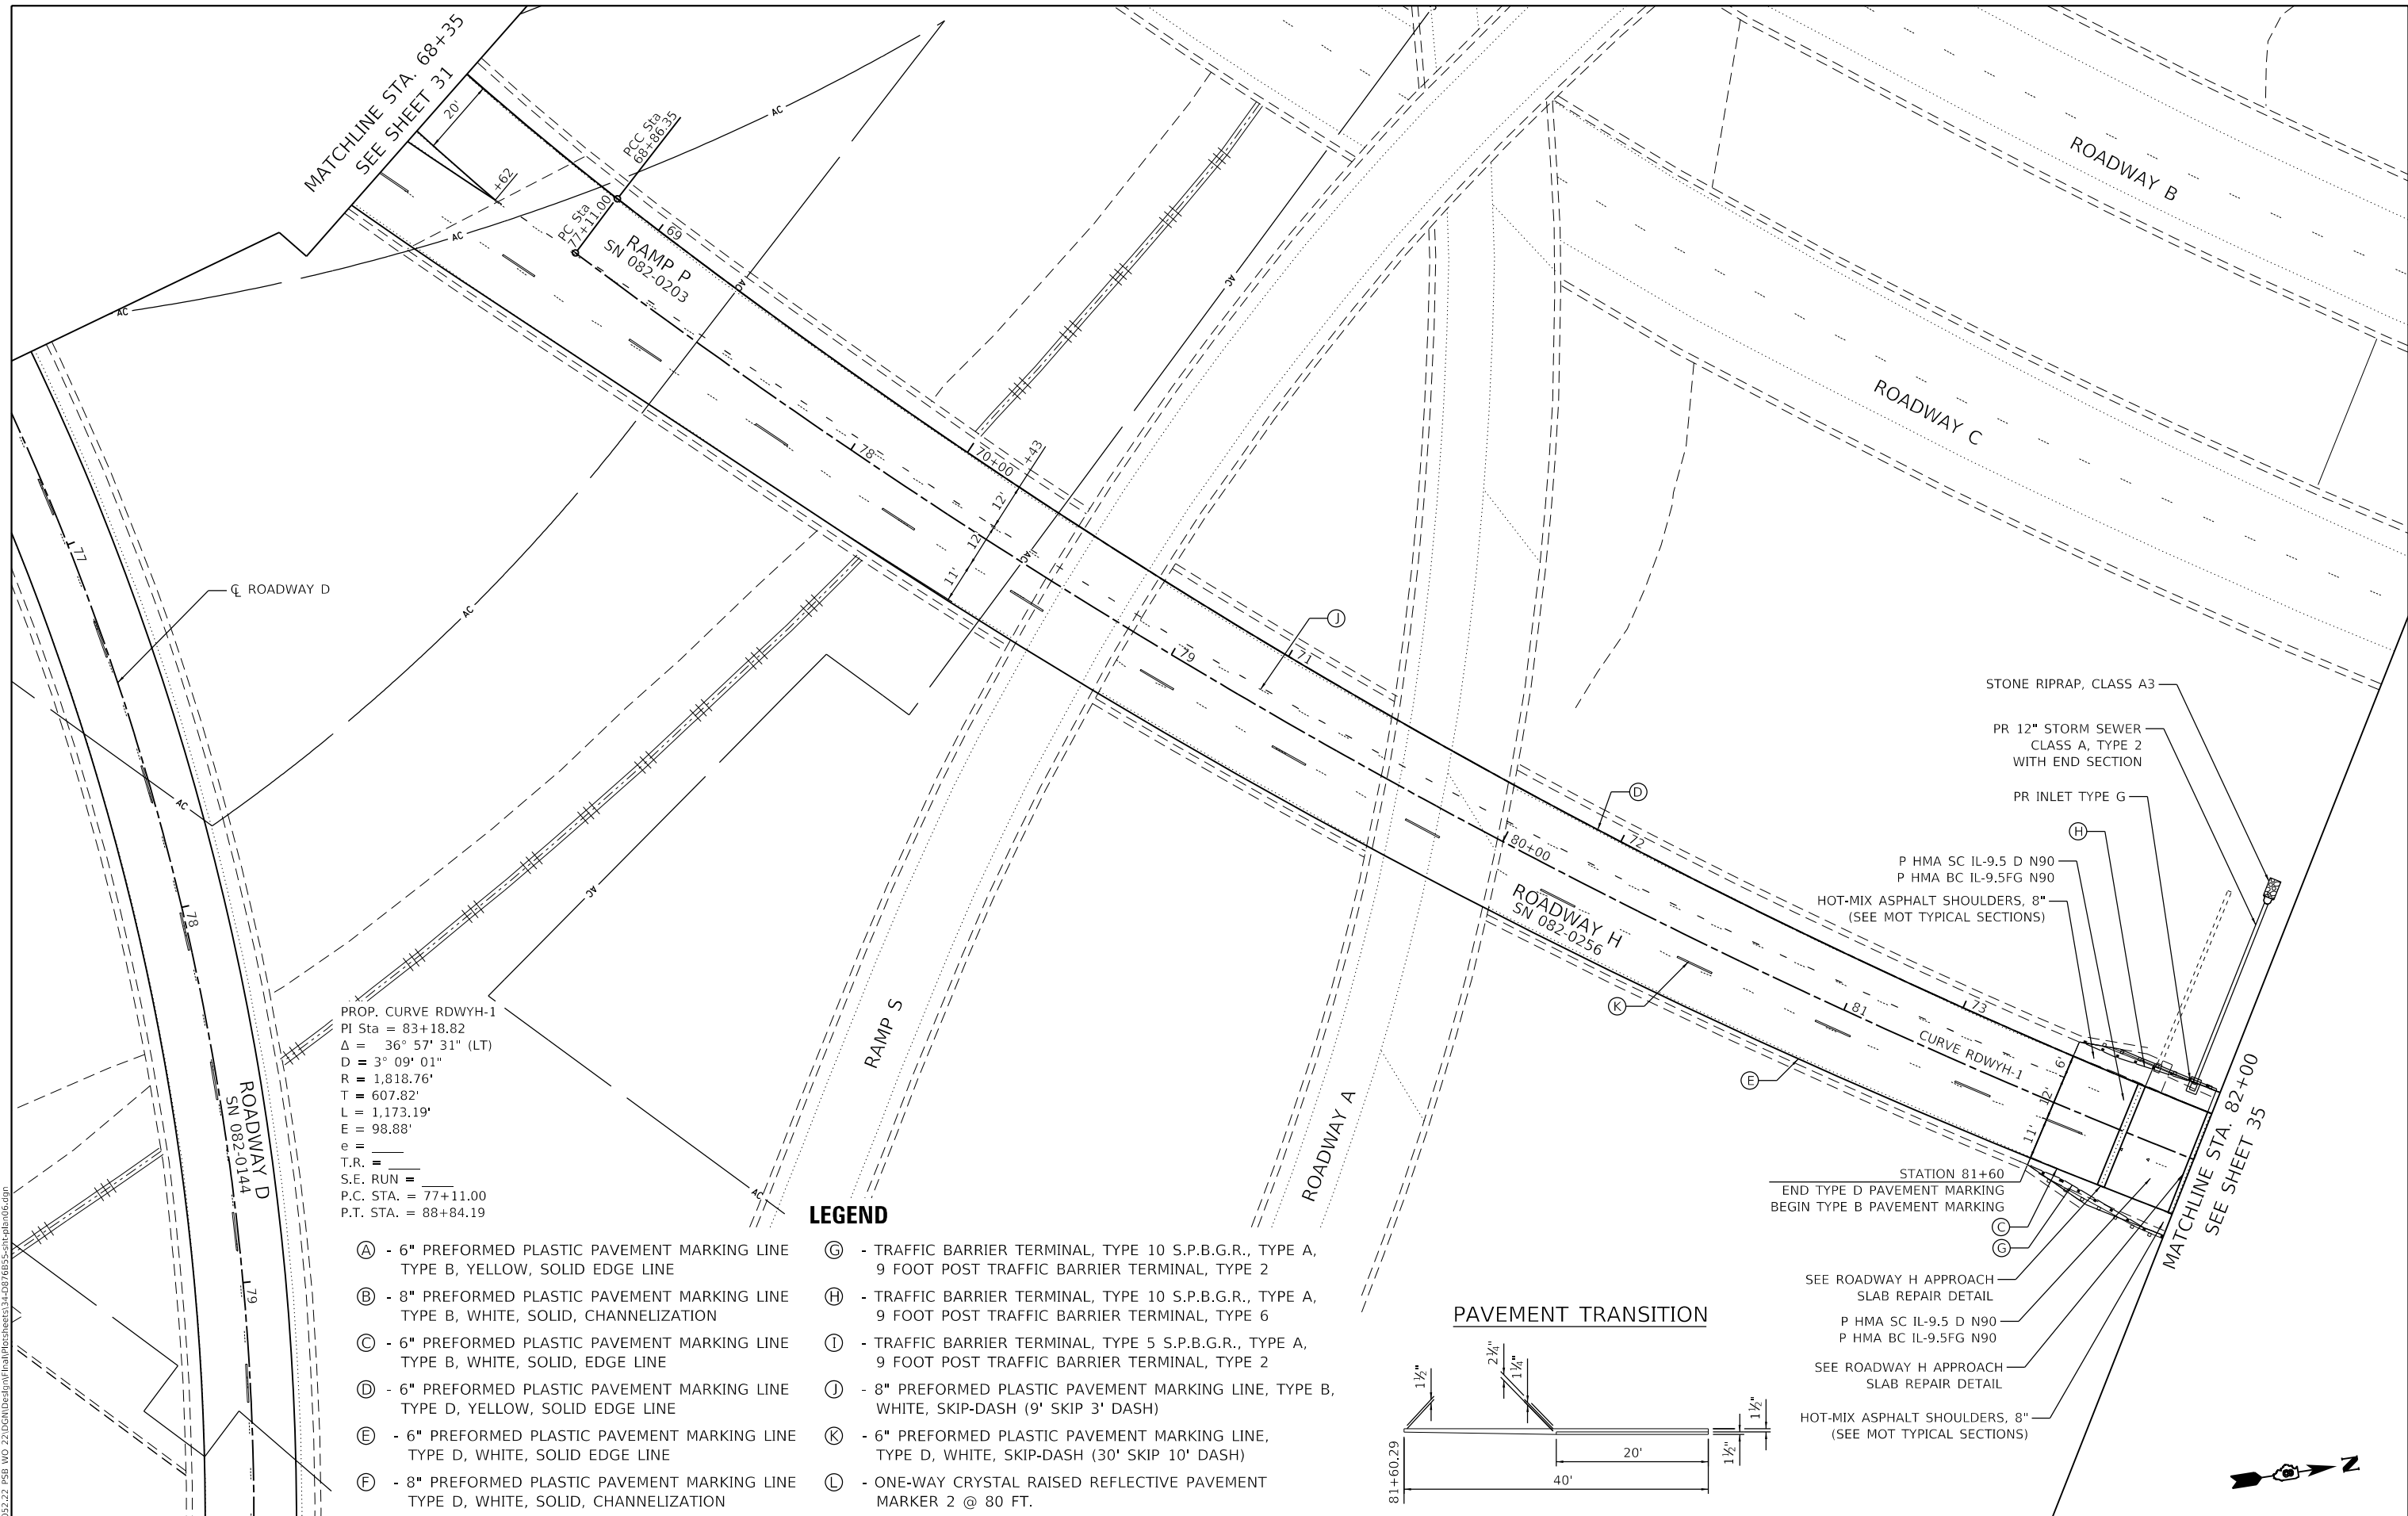 MATCHLINE STA. 68+35
SEE SHEET 31
20'
+62
PCC Sta
68+86.35
PC Sta
77+11.00
RAMP P
SN 082-0203
69
AC
AC
AC
AC
AC
AC
AC
AC
AC
AC
AC
ROADWAY B
ROADWAY C
78
70+00
+43
12'
12'
11'
77
℄ ROADWAY D
79
71
J
D
72
80+00
ROADWAY H
SN 082-0256
K
E
81
73
CURVE RDWYH-1
STONE RIPRAP, CLASS A3
PR 12" STORM SEWER
CLASS A, TYPE 2
WITH END SECTION
PR INLET TYPE G
H
P HMA SC IL-9.5 D N90
P HMA BC IL-9.5FG N90
HOT-MIX ASPHALT SHOULDERS, 8"
(SEE MOT TYPICAL SECTIONS)
6'
12'
11'
STATION 81+60
END TYPE D PAVEMENT MARKING
BEGIN TYPE B PAVEMENT MARKING
C
G
SEE ROADWAY H APPROACH
SLAB REPAIR DETAIL
P HMA SC IL-9.5 D N90
P HMA BC IL-9.5FG N90
SEE ROADWAY H APPROACH
SLAB REPAIR DETAIL
HOT-MIX ASPHALT SHOULDERS, 8"
(SEE MOT TYPICAL SECTIONS)
MATCHLINE STA. 82+00
SEE SHEET 35
78
ROADWAY D
SN 082-0144
79
RAMP S
ROADWAY A
PROP. CURVE RDWYH-1
PI Sta = 83+18.82
Δ = 36° 57' 31" (LT)
D = 3° 09' 01"
R = 1,818.76'
T = 607.82'
L = 1,173.19'
E = 98.88'
e = ____
T.R. = ____
S.E. RUN = ____
P.C. STA. = 77+11.00
P.T. STA. = 88+84.19
LEGEND
A - 6" PREFORMED PLASTIC PAVEMENT MARKING LINE
TYPE B, YELLOW, SOLID EDGE LINE
B - 8" PREFORMED PLASTIC PAVEMENT MARKING LINE
TYPE B, WHITE, SOLID, CHANNELIZATION
C - 6" PREFORMED PLASTIC PAVEMENT MARKING LINE
TYPE B, WHITE, SOLID, EDGE LINE
D - 6" PREFORMED PLASTIC PAVEMENT MARKING LINE
TYPE D, YELLOW, SOLID EDGE LINE
E - 6" PREFORMED PLASTIC PAVEMENT MARKING LINE
TYPE D, WHITE, SOLID EDGE LINE
F - 8" PREFORMED PLASTIC PAVEMENT MARKING LINE
TYPE D, WHITE, SOLID, CHANNELIZATION
G - TRAFFIC BARRIER TERMINAL, TYPE 10 S.P.B.G.R., TYPE A,
9 FOOT POST TRAFFIC BARRIER TERMINAL, TYPE 2
H - TRAFFIC BARRIER TERMINAL, TYPE 10 S.P.B.G.R., TYPE A,
9 FOOT POST TRAFFIC BARRIER TERMINAL, TYPE 6
I - TRAFFIC BARRIER TERMINAL, TYPE 5 S.P.B.G.R., TYPE A,
9 FOOT POST TRAFFIC BARRIER TERMINAL, TYPE 2
J - 8" PREFORMED PLASTIC PAVEMENT MARKING LINE, TYPE B,
WHITE, SKIP-DASH (9' SKIP 3' DASH)
K - 6" PREFORMED PLASTIC PAVEMENT MARKING LINE,
TYPE D, WHITE, SKIP-DASH (30' SKIP 10' DASH)
L - ONE-WAY CRYSTAL RAISED REFLECTIVE PAVEMENT
MARKER 2 @ 80 FT.
PAVEMENT TRANSITION
1½"
2¼"
1¼"
1½"
1½"
20'
40'
81+60.29
N